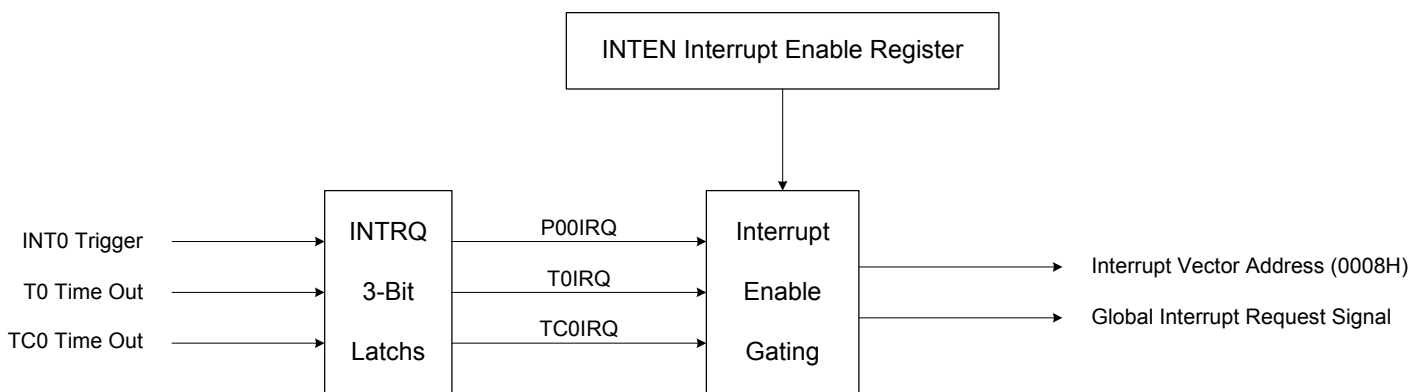 INTEN Interrupt Enable Register
INT0 Trigger
T0 Time Out
TC0 Time Out
INTRQ
3-Bit
Latchs
P00IRQ
T0IRQ
TC0IRQ
Interrupt
Enable
Gating
Interrupt Vector Address (0008H)
Global Interrupt Request Signal